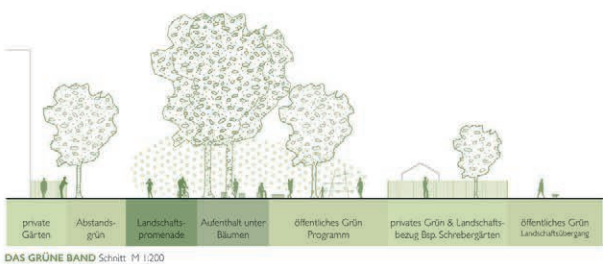 private
Gärten
Abstands-
grün
Landschafts-
promenade
Aufenthalt unter
Bäumen
öffentliches Grün
Programm
privates Grün & Landschafts-
bezug Bsp. Schrebergärten
öffentliches Grün
Landschaftsübergang
DAS GRÜNE BAND Schnitt M 1:200